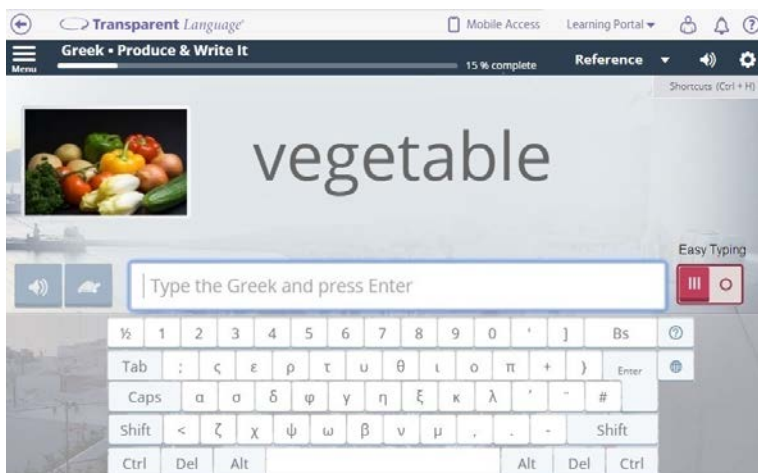 Transparent Language
Mobile Access
Learning Portal
Menu
Greek • Produce & Write It
15 % complete
Reference
Shortcuts (Ctrl + H)
vegetable
Easy Typing
Type the Greek and press Enter
½ 1 2 3 4 5 6 7 8 9 0 ' ] Bs
Tab ; ς ε ρ τ υ θ ι ο π + } Enter
Caps α σ δ φ γ η ξ κ λ ΄ ¨ #
Shift < ζ χ ψ ω β ν μ , . - Shift
Ctrl Del Alt Alt Del Ctrl